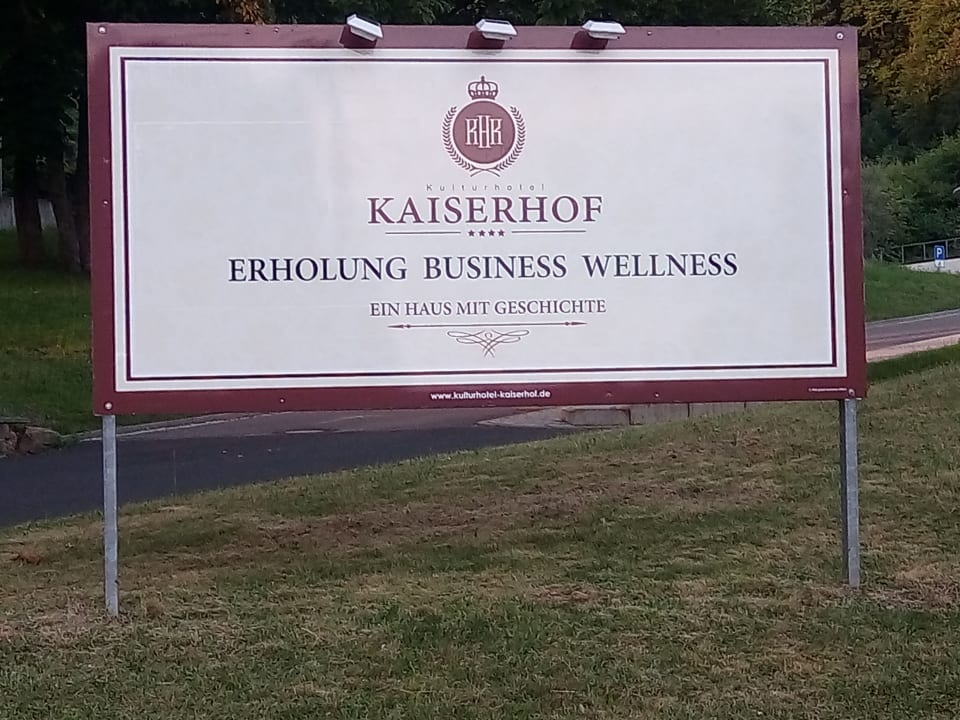 KHK
Kulturhotel
KAISERHOF
ERHOLUNG BUSINESS WELLNESS
EIN HAUS MIT GESCHICHTE
www.kulturhotel-kaiserhof.de
P